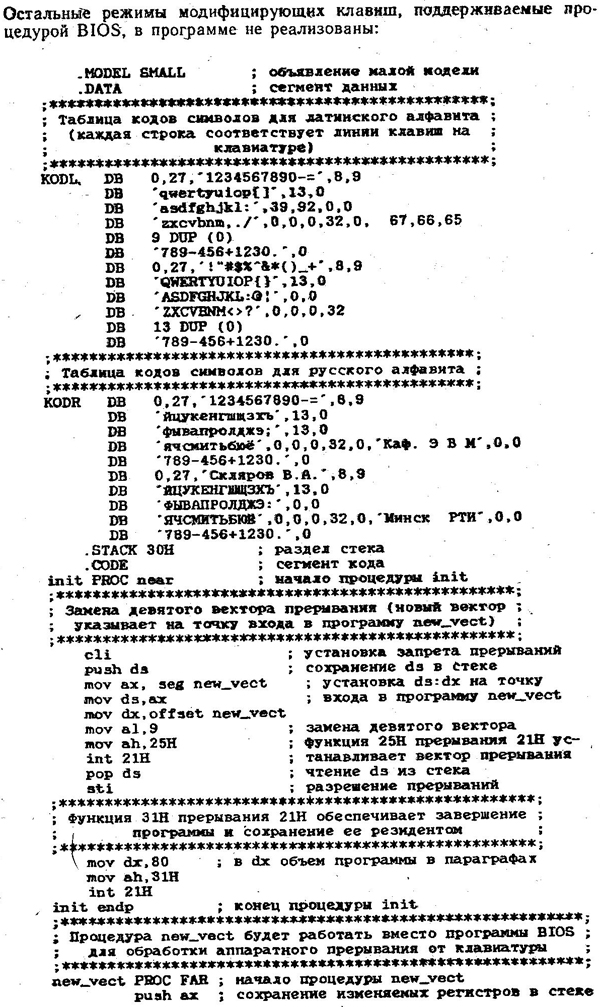 Остальные режимы модифицирующих клавиш, поддерживаемые про-
цедурой BIOS, в программе не реализованы:
.MODEL SMALL ; объявление малой модели
.DATA ; сегмент данных
;************************************************;
; Таблица кодов символов для латинского алфавита ;
; (каждая строка соответствует линии клавиш на
клавиатуре) ;
;************************************************;
KODL DB 0,27,'1234567890-=',8,9
DB 'qwertyuiop[]',13,0
DB 'asdfghjkl:',39,92,0,0
DB 'zxcvbnm,./',0,0,0,32,0, 67,66,65
DB 9 DUP (0)
DB '789-456+1230.',0
DB 0,27,'!"#$%^&*()_+',8,9
DB 'QWERTYUIOP{}',13,0
DB 'ASDFGHJKL:@!',0,0
DB 'ZXCVBNM<>?',0,0,0,32
DB 13 DUP (0)
DB '789-456+1230.',0
;**********************************************;
; Таблица кодов символов для русского алфавита ;
;**********************************************;
KODR DB 0,27,'1234567890-=',8,9
DB 'йцукенгшщзхъ',13,0
DB 'фывапролджэ;',13,0
DB 'ячсмитьбюё',0,0,0,32,0,'Каф. Э В М',0,0
DB '789-456+1230.',0
DB 0,27,'Скляров В.А.',8,9
DB 'ЙЦУКЕНГШЩЗХЪ',13,0
DB 'ФЫВАПРОЛДЖЭ:',0,0
DB 'ЯЧСМИТЬБЮЯ',0,0,0,32,0,'Минск РТИ',0,0
DB '789-456+1230.',0
.STACK 30H ; раздел стека
.CODE ; сегмент кода
init PROC near ; начало процедуры init
;**************************************************;
; Замена девятого вектора прерывания (новый вектор ;
; указывает на точку входа в программу new_vect) ;
;**************************************************;
cli ; установка запрета прерываний
push ds ; сохранение ds в стеке
mov ax, seg new_vect ; установка ds:dx на точку
mov ds,ax ; входа в программу new_vect
mov dx,offset new_vect
mov al,9 ; замена девятого вектора
mov ah,25H ; функция 25H прерывания 21H ус-
int 21H ; танавливает вектор прерывания
pop ds ; чтение ds из стека
sti ; разрешение прерываний
;****************************************************;
; Функция 31H прерывания 21H обеспечивает завершение ;
; программы и сохранение ее резидентом ;
;****************************************************;
mov dx,80 ; в dx объем программы в параграфах
mov ah,31H
int 21H
init endp ; конец процедуры init
;********************************************************;
; Процедура new_vect будет работать вместо программы BIOS ;
; для обработки аппаратного прерывания от клавиатуры ;
;********************************************************;
new_vect PROC FAR ; начало процедуры new_vect
push ax ; сохранение изменяемых регистров в стеке